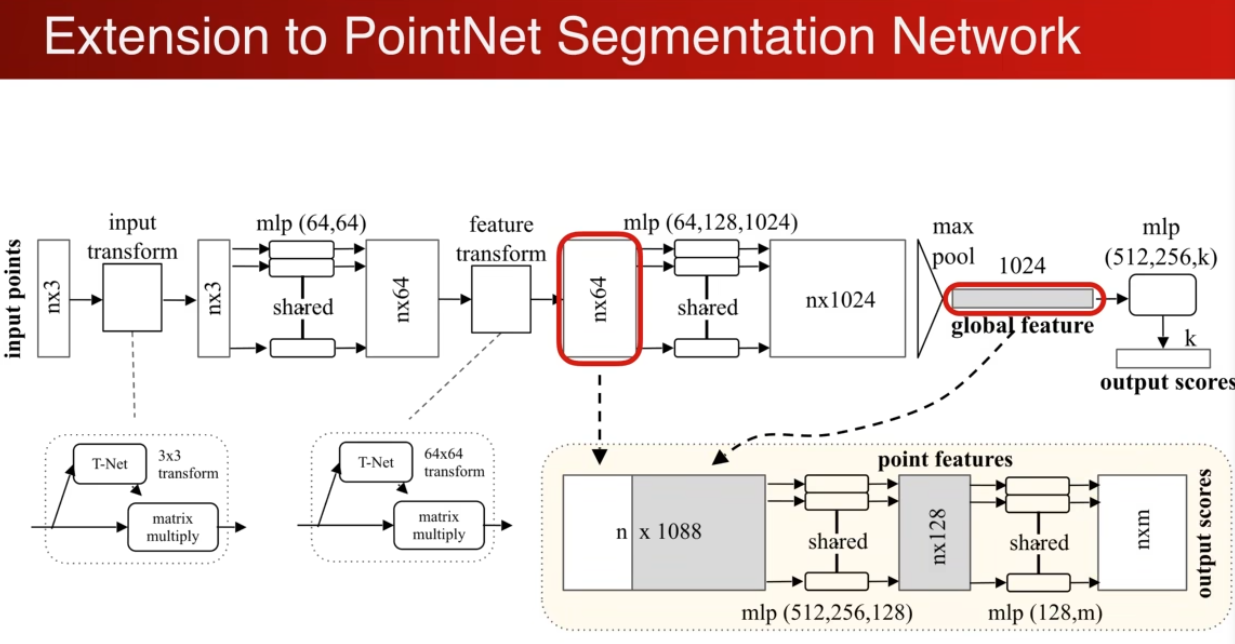 Extension to PointNet Segmentation Network
input points
nx3
input
transform
nx3
mlp (64,64)
shared
nx64
feature
transform
nx64
mlp (64,128,1024)
shared
nx1024
max
pool
1024
global feature
mlp
(512,256,k)
k
output scores
T-Net
3x3
transform
matrix
multiply
T-Net
64x64
transform
matrix
multiply
n x 1088
shared
mlp (512,256,128)
point features
nx128
shared
mlp (128,m)
nxm
output scores